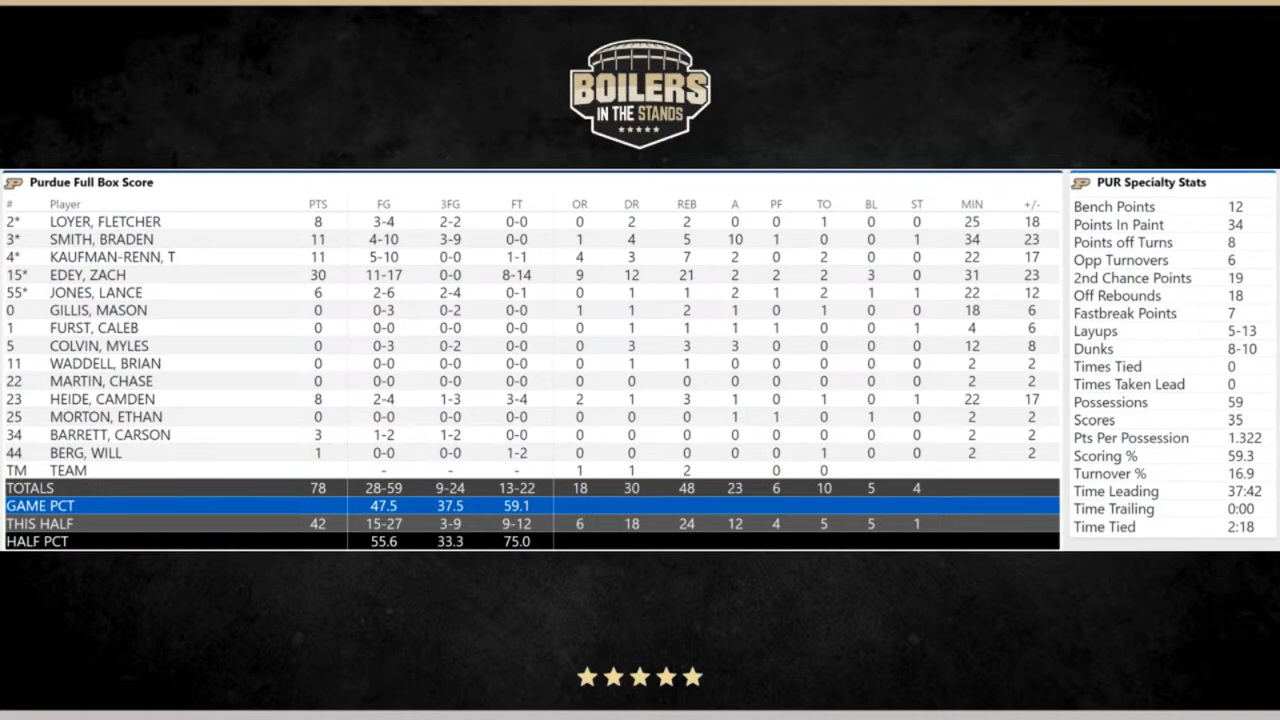 BOILERS
IN THE STANDS
Purdue Full Box Score
# Player PTS FG 3FG FT OR DR REB A PF TO BL ST MIN +/-
2* LOYER, FLETCHER 8 3-4 2-2 0-0 0 2 2 0 0 1 0 0 25 18
3* SMITH, BRADEN 11 4-10 3-9 0-0 1 4 5 10 1 0 0 1 34 23
4* KAUFMAN-RENN, T 11 5-10 0-0 1-1 4 3 7 2 0 2 0 0 22 17
15* EDEY, ZACH 30 11-17 0-0 8-14 9 12 21 2 2 2 3 0 31 23
55* JONES, LANCE 6 2-6 2-4 0-1 0 1 1 2 1 2 1 1 22 12
0 GILLIS, MASON 0 0-3 0-2 0-0 1 1 2 1 0 1 0 0 18 6
1 FURST, CALEB 0 0-0 0-0 0-0 0 1 1 1 1 0 0 1 4 6
5 COLVIN, MYLES 0 0-3 0-2 0-0 0 3 3 3 0 0 0 0 12 8
11 WADDELL, BRIAN 0 0-0 0-0 0-0 0 1 1 0 0 0 0 0 2 2
22 MARTIN, CHASE 0 0-0 0-0 0-0 0 0 0 0 0 0 0 0 2 2
23 HEIDE, CAMDEN 8 2-4 1-3 3-4 2 1 3 1 0 1 0 1 22 17
25 MORTON, ETHAN 0 0-0 0-0 0-0 0 0 0 1 1 0 1 0 2 2
34 BARRETT, CARSON 3 1-2 1-2 0-0 0 0 0 0 0 0 0 0 2 2
44 BERG, WILL 1 0-0 0-0 1-2 0 0 0 0 0 1 0 0 2 2
TM TEAM - - - 1 1 2 0 0
TOTALS 78 28-59 9-24 13-22 18 30 48 23 6 10 5 4
GAME PCT 47.5 37.5 59.1
THIS HALF 42 15-27 3-9 9-12 6 18 24 12 4 5 5 1
HALF PCT 55.6 33.3 75.0
PUR Specialty Stats
Bench Points 12
Points In Paint 34
Points off Turns 8
Opp Turnovers 6
2nd Chance Points 19
Off Rebounds 18
Fastbreak Points 7
Layups 5-13
Dunks 8-10
Times Tied 0
Times Taken Lead 0
Possessions 59
Scores 35
Pts Per Possession 1.322
Scoring % 59.3
Turnover % 16.9
Time Leading 37:42
Time Trailing 0:00
Time Tied 2:18